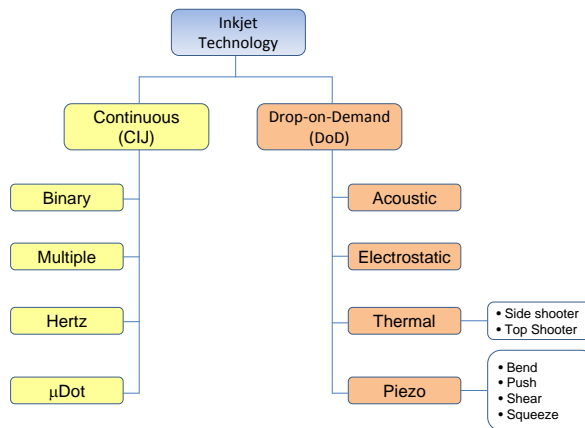 Inkjet
Technology
Continuous
(CIJ)
Drop-on-Demand
(DoD)
Binary
Multiple
Hertz
μDot
Acoustic
Electrostatic
Thermal
• Side shooter
• Top Shooter
Piezo
• Bend
• Push
• Shear
• Squeeze